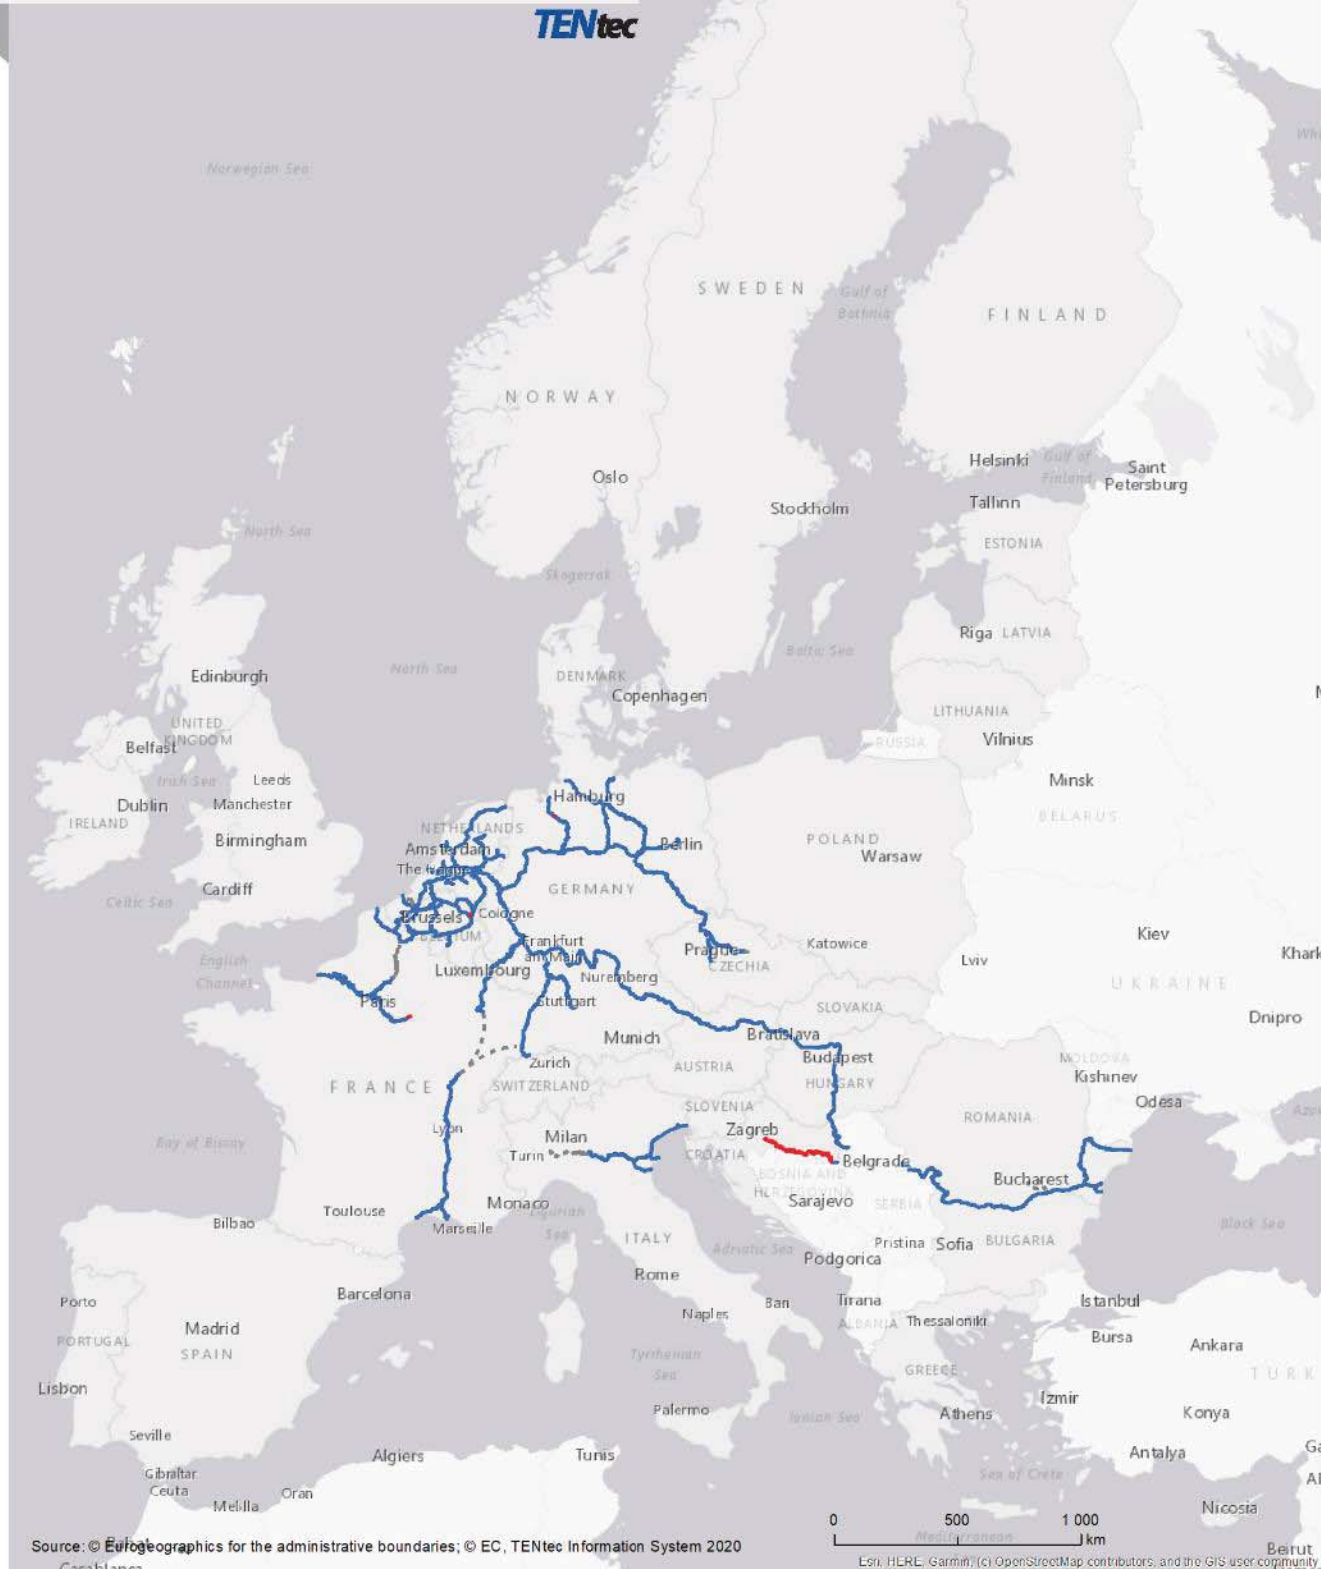 TENtec
Norwegian Sea
SWEDEN
Gulf of
Bothnia
FINLAND
NORWAY
Oslo
Helsinki
Gulf of
Finland
Saint
Petersburg
Stockholm
Tallinn
North Sea
ESTONIA
Skagerrak
Riga LATVIA
Baltic Sea
North Sea
Edinburgh
DENMARK
Copenhagen
LITHUANIA
UNITED
KINGDOM
Belfast
RUSSIA
Vilnius
Irish Sea
Leeds
Minsk
Hamburg
Dublin
Manchester
IRELAND
BELARUS
NETHERLANDS
Birmingham
POLAND
Amsterdam
Berlin
Warsaw
The Hague
Cardiff
GERMANY
Celtic Sea
Brussels
Cologne
BELGIUM
Kiev
Frankfurt
am Main
Katowice
Prague
CZECHIA
Lviv
Khark
English
Channel
Luxembourg
Nuremberg
UKRAINE
Paris
Stuttgart
SLOVAKIA
Dnipro
Munich
Bratislava
Zurich
AUSTRIA
Budapest
MOLDOVA
Kishinev
FRANCE
SWITZERLAND
HUNGARY
Odesa
SLOVENIA
ROMANIA
Azo
Lyon
Zagreb
Bay of Biscay
Milan
Turin
CROATIA
Belgrade
BOSNIA AND
HERZEGOVINA
Bucharest
Monaco
Sarajevo
SERBIA
Toulouse
Ligurian
Sea
Bilbao
Marseille
Black Sea
ITALY
Adriatic Sea
Pristina
Sofia
BULGARIA
Podgorica
Rome
Barcelona
Porto
Bari
Tirana
Istanbul
Naples
ALBANIA
Thessaloniki
Madrid
Bursa
PORTUGAL
Ankara
SPAIN
Tyrrhenian
Sea
GREECE
TURK
Lisbon
Izmir
Palermo
Ionian Sea
Athens
Konya
Seville
Algiers
Tunis
Antalya
Ga
Gibraltar
Sea of Crete
Ceuta
Oran
Melilla
Nicosia
0 500 1 000
km
Mediterranean
Source: © Eurogeographics for the administrative boundaries; © EC, TENtec Information System 2020
Beirut
Esri, HERE, Garmin, (c) OpenStreetMap contributors, and the GIS user community
Casablanca